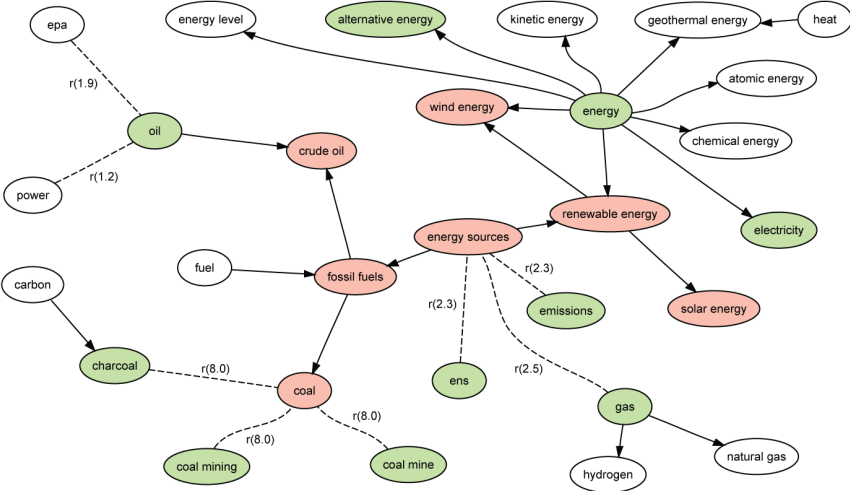 epa
energy level
alternative energy
kinetic energy
geothermal energy
heat
r(1.9)
atomic energy
wind energy
energy
oil
chemical energy
crude oil
r(1.2)
power
renewable energy
energy sources
electricity
fuel
fossil fuels
r(2.3)
carbon
r(2.3)
emissions
solar energy
charcoal
r(8.0)
r(2.5)
ens
coal
gas
r(8.0)
r(8.0)
coal mining
coal mine
natural gas
hydrogen